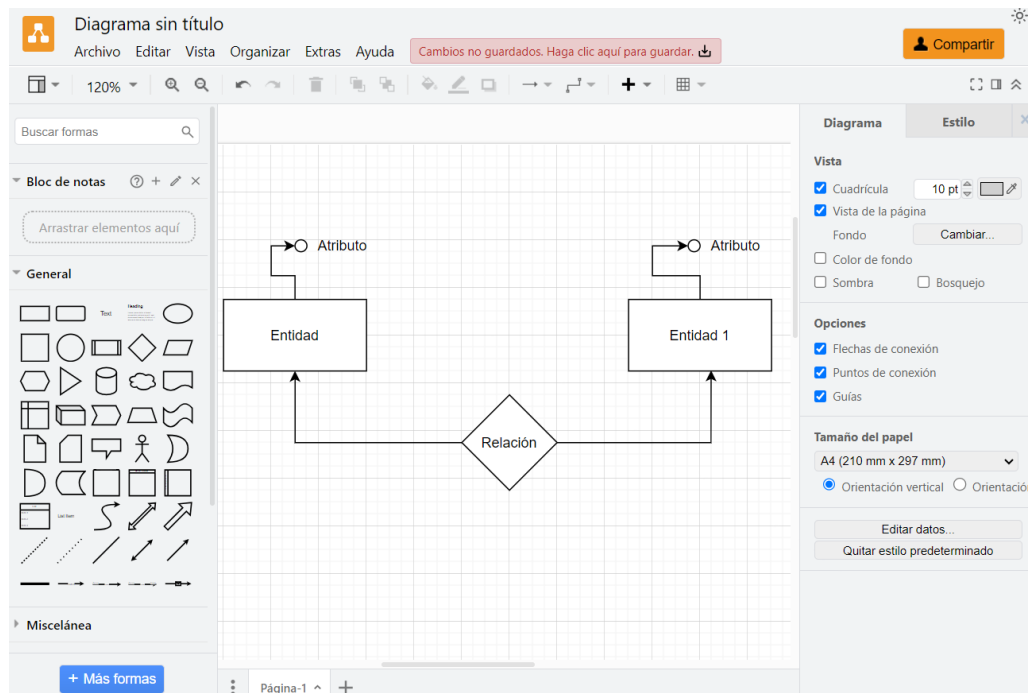 Diagrama sin título
Archivo Editar Vista Organizar Extras Ayuda Cambios no guardados. Haga clic aquí para guardar.
Compartir
120%
Buscar formas
Bloc de notas
Arrastrar elementos aquí
General
Text
Heading
List Item
Miscelánea
+ Más formas
Atributo
Atributo
Entidad
Entidad 1
Relación
Página-1
Diagrama Estilo
Vista
Cuadrícula 10 pt
Vista de la página
Fondo Cambiar...
Color de fondo
Sombra Bosquejo
Opciones
Flechas de conexión
Puntos de conexión
Guías
Tamaño del papel
A4 (210 mm x 297 mm)
Orientación vertical Orientación
Editar datos...
Quitar estilo predeterminado